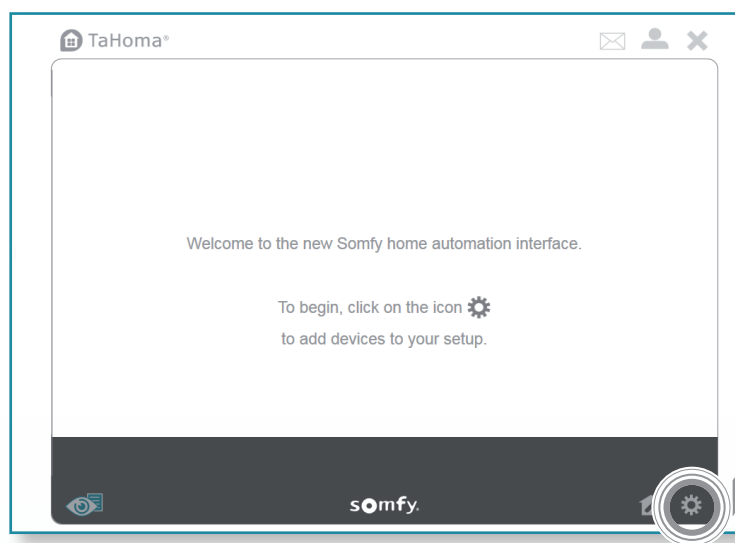 TaHoma®
Welcome to the new Somfy home automation interface.
To begin, click on the icon
to add devices to your setup.
somfy.